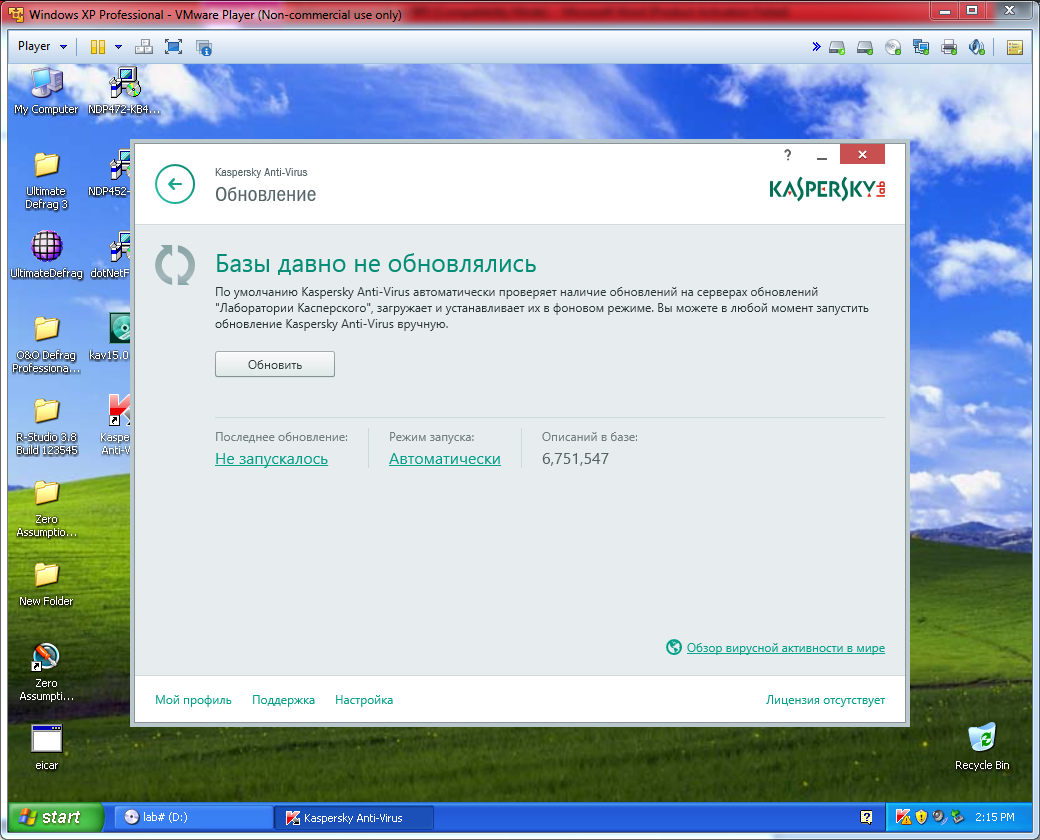 Windows XP Professional - VMware Player (Non-commercial use only)
Player
My Computer
NDP472-KB4...
Ultimate
Defrag 3
NDP452-
UltimateDefrag
dotNetF
O&O Defrag
Professiona...
kav15.0
R-Studio 3.8
Build 123545
Kaspe
Anti-V
Zero
Assumptio...
New Folder
Zero
Assumpti...
eicar
Recycle Bin
Kaspersky Anti-Virus
Обновление
?
KASPERSKY lab
Базы давно не обновлялись
По умолчанию Kaspersky Anti-Virus автоматически проверяет наличие обновлений на серверах обновлений
"Лаборатории Касперского", загружает и устанавливает их в фоновом режиме. Вы можете в любой момент запустить
обновление Kaspersky Anti-Virus вручную.
Обновить
Последнее обновление:
Не запускалось
Режим запуска:
Автоматически
Описаний в базе:
6,751,547
Обзор вирусной активности в мире
Мой профиль
Поддержка
Настройка
Лицензия отсутствует
start
lab# (D:)
Kaspersky Anti-Virus
2:15 PM